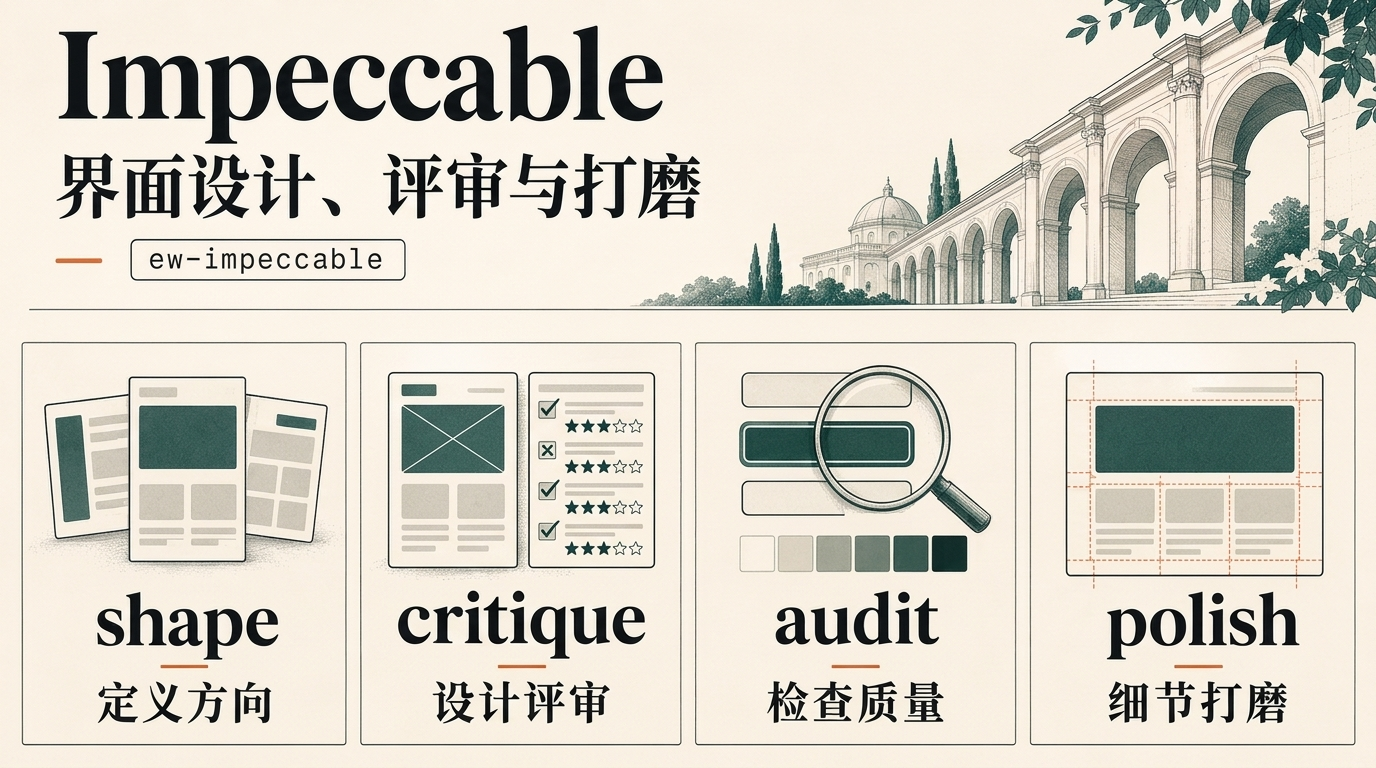 Impeccable
界面设计、评审与打磨
ew-impeccable
shape
定义方向
critique
设计评审
audit
检查质量
polish
细节打磨